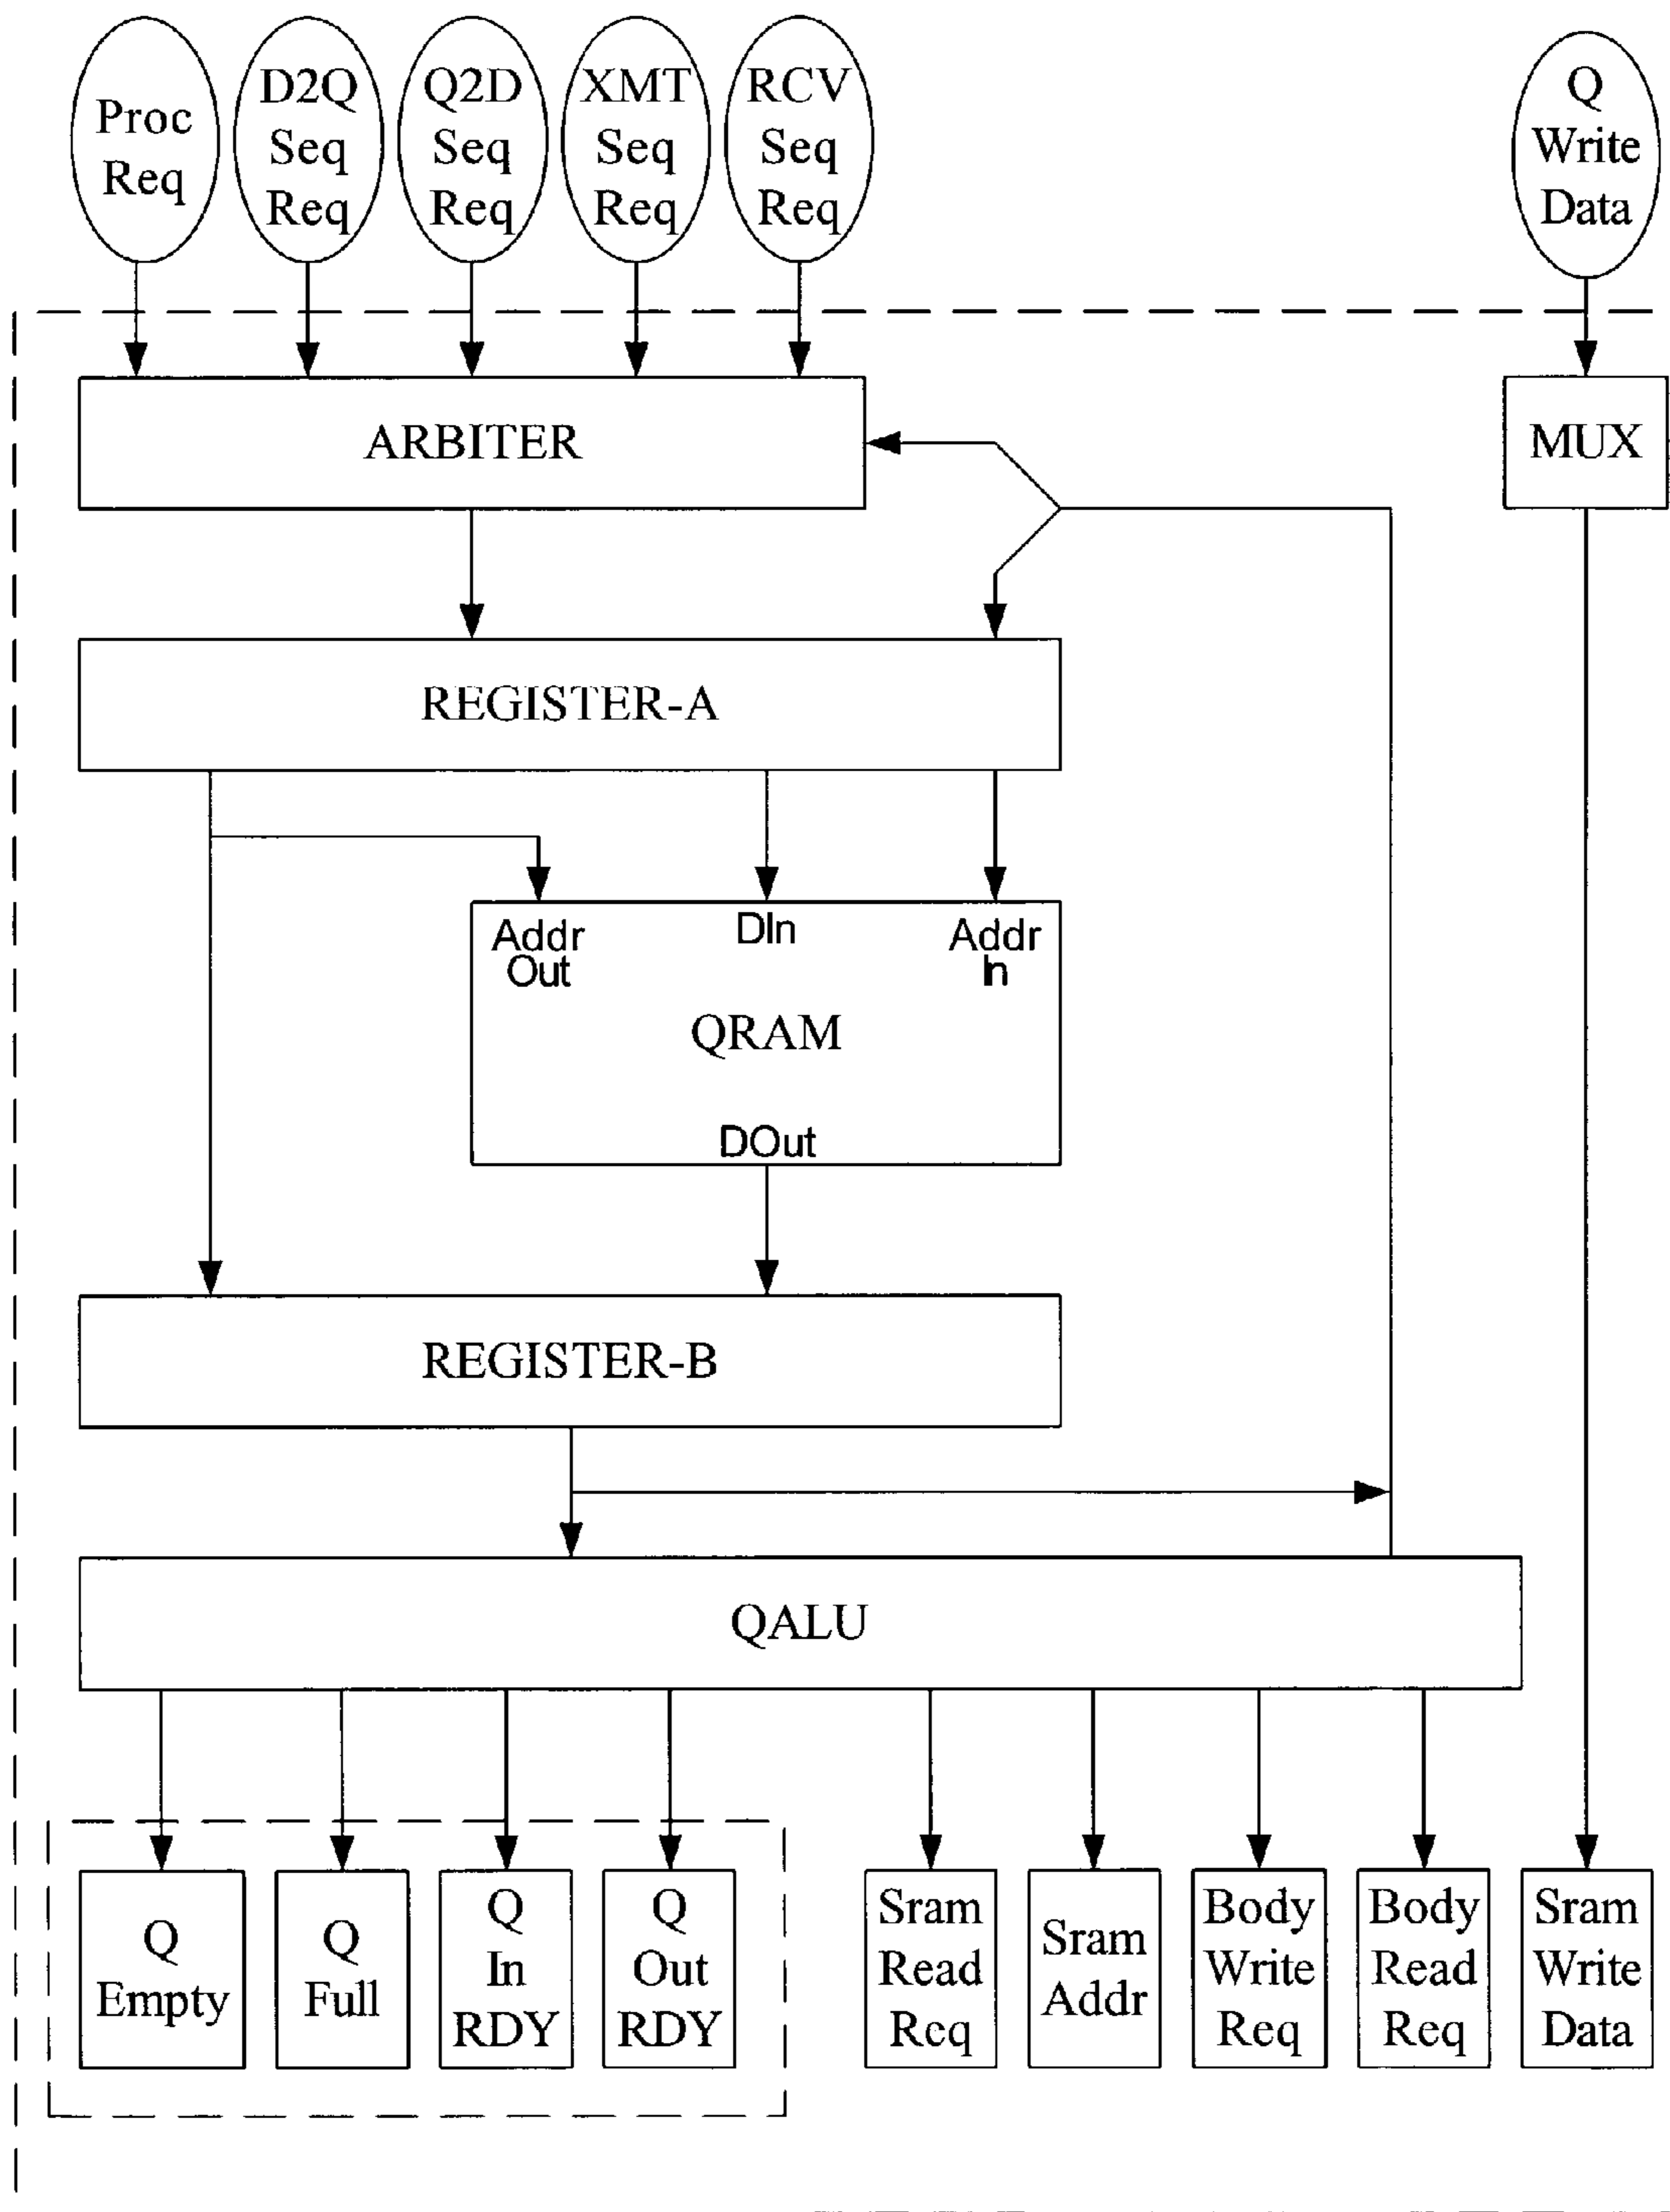 Proc
Req
D2Q
Seq
Req
Q2D
Seq
Req
XMT
Seq
Req
RCV
Seq
Req
Q
Write
Data
ARBITER
MUX
REGISTER-A
Addr
Out
DIn
Addr
In
QRAM
DOut
REGISTER-B
QALU
Q
Empty
Q
Full
Q
In
RDY
Q
Out
RDY
Sram
Read
Req
Sram
Addr
Body
Write
Req
Body
Read
Req
Sram
Write
Data